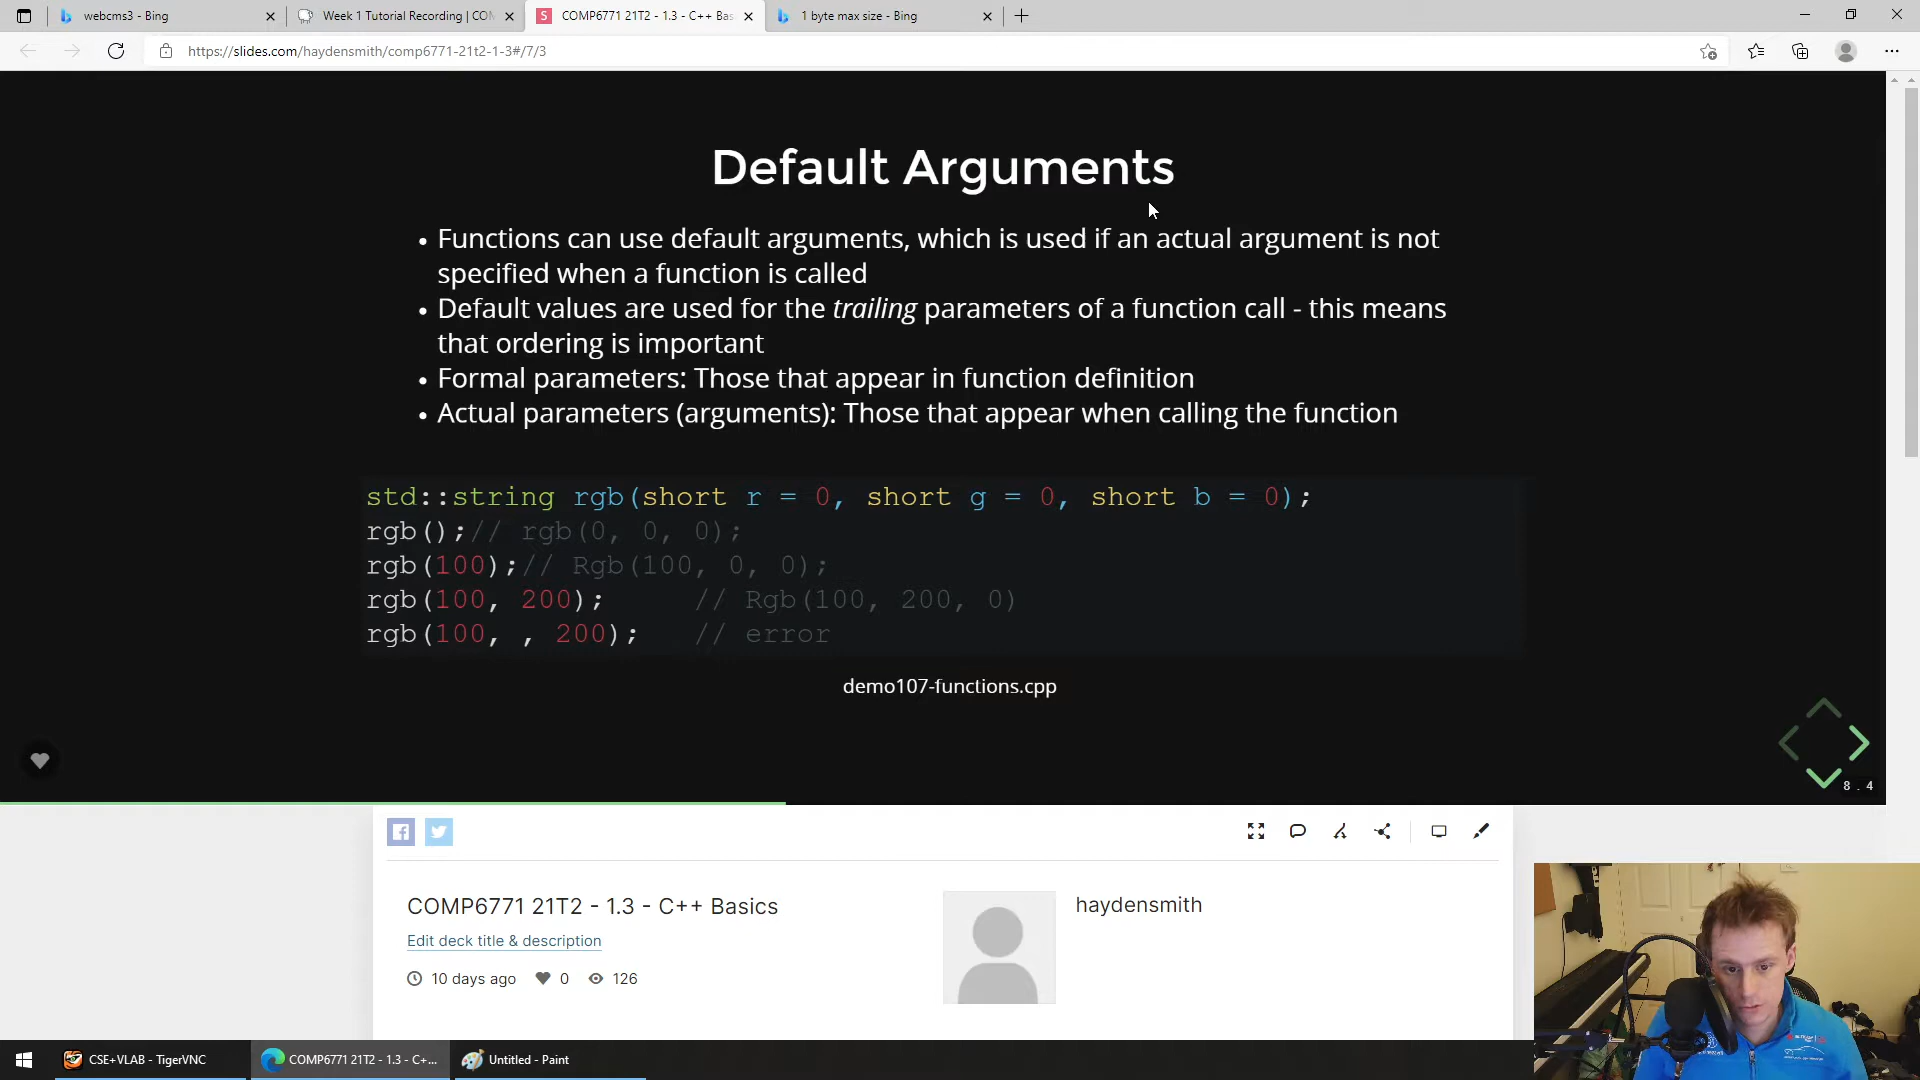 webcms3 - Bing
Week 1 Tutorial Recording | CO
COMP6771 21T2 - 1.3 - C++ Bas
1 byte max size - Bing
https://slides.com/haydensmith/comp6771-21t2-1-3#/7/3
Default Arguments
• Functions can use default arguments, which is used if an actual argument is not
specified when a function is called
• Default values are used for the trailing parameters of a function call - this means
that ordering is important
• Formal parameters: Those that appear in function definition
• Actual parameters (arguments): Those that appear when calling the function
std::string rgb(short r = 0, short g = 0, short b = 0);
rgb();// rgb(0, 0, 0);
rgb(100);// Rgb(100, 0, 0);
rgb(100, 200); // Rgb(100, 200, 0)
rgb(100, , 200); // error
demo107-functions.cpp
8.4
COMP6771 21T2 - 1.3 - C++ Basics
haydensmith
Edit deck title & description
10 days ago 0 126
CSE+VLAB - TigerVNC
COMP6771 21T2 - 1.3 - C+...
Untitled - Paint